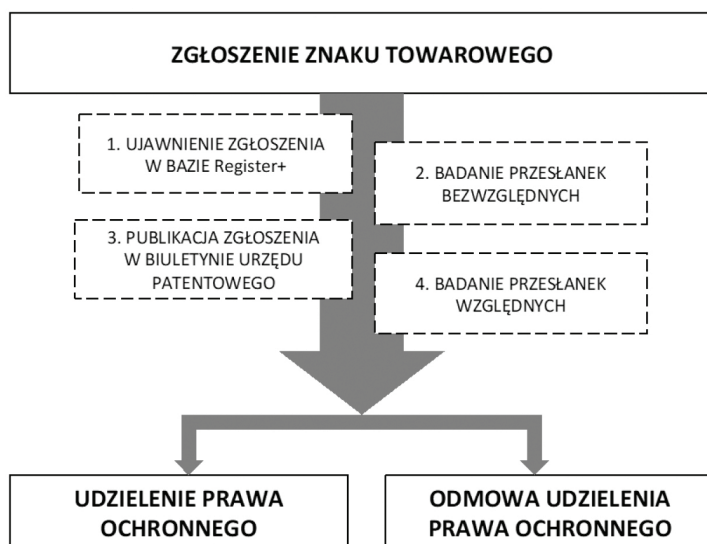 ZGŁOSZENIE ZNAKU TOWAROWEGO
1. UJAWNIENIE ZGŁOSZENIA
W BAZIE Register+
2. BADANIE PRZESŁANEK
BEZWZGLĘDNYCH
3. PUBLIKACJA ZGŁOSZENIA
W BIULETYNIE URZĘDU
PATENTOWEGO
4. BADANIE PRZESŁANEK
WZGLĘDNYCH
UDZIELENIE PRAWA
OCHRONNEGO
ODMOWA UDZIELENIA
PRAWA OCHRONNEGO